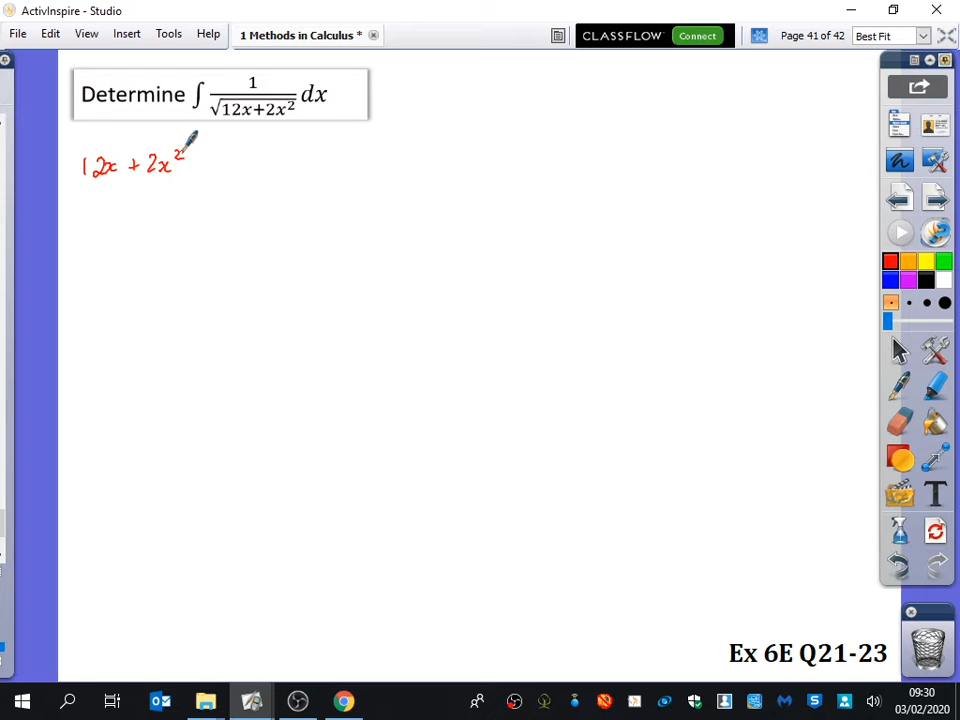 ActivInspire - Studio
File Edit View Insert Tools Help 1 Methods in Calculus * CLASSFLOW Connect Page 41 of 42 Best Fit
Determine ∫ 1/√(12x+2x²) dx
12x + 2x²
Ex 6E Q21-23
09:30
03/02/2020